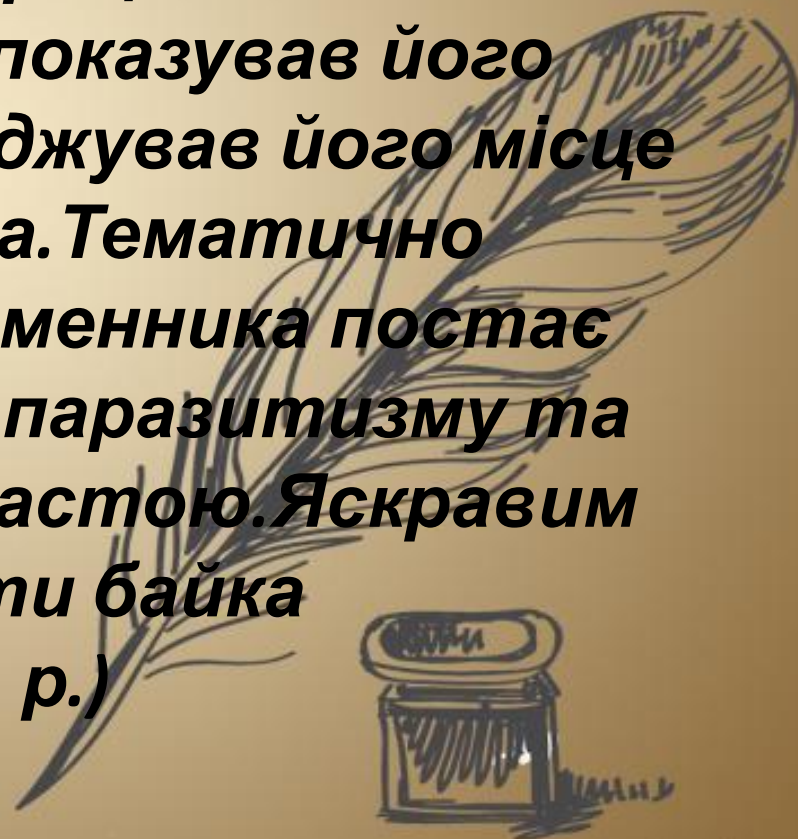 показував його
джував його місце
а.Тематично
менника постає
паразитизму та
астою.Яскравим
ти байка
р.)